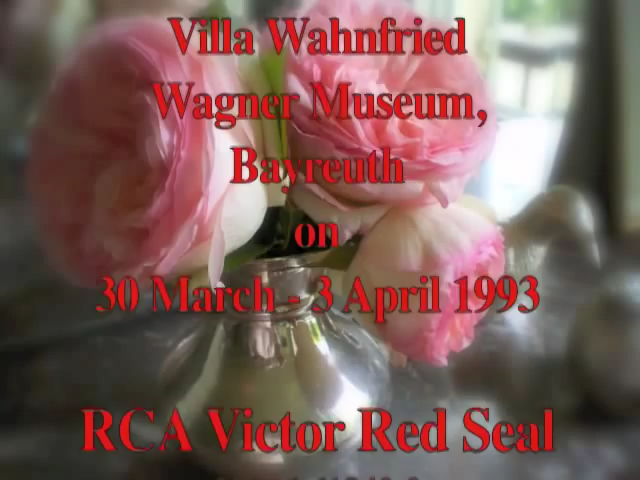 Villa Wahnfried
Wagner Museum,
Bayreuth
on
30 March - 3 April 1993
RCA Victor Red Seal